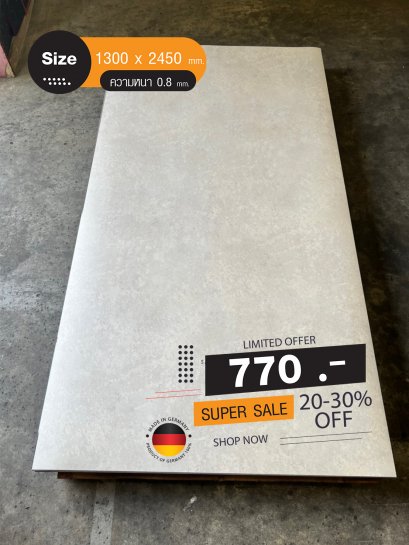 Size
1300 x 2450 mm.
ความหนา 0.8 mm.
LIMITED OFFER
770 .-
SUPER SALE
20-30%
OFF
SHOP NOW
MADE IN GERMANY
PRODUCT OF GERMANY 100%